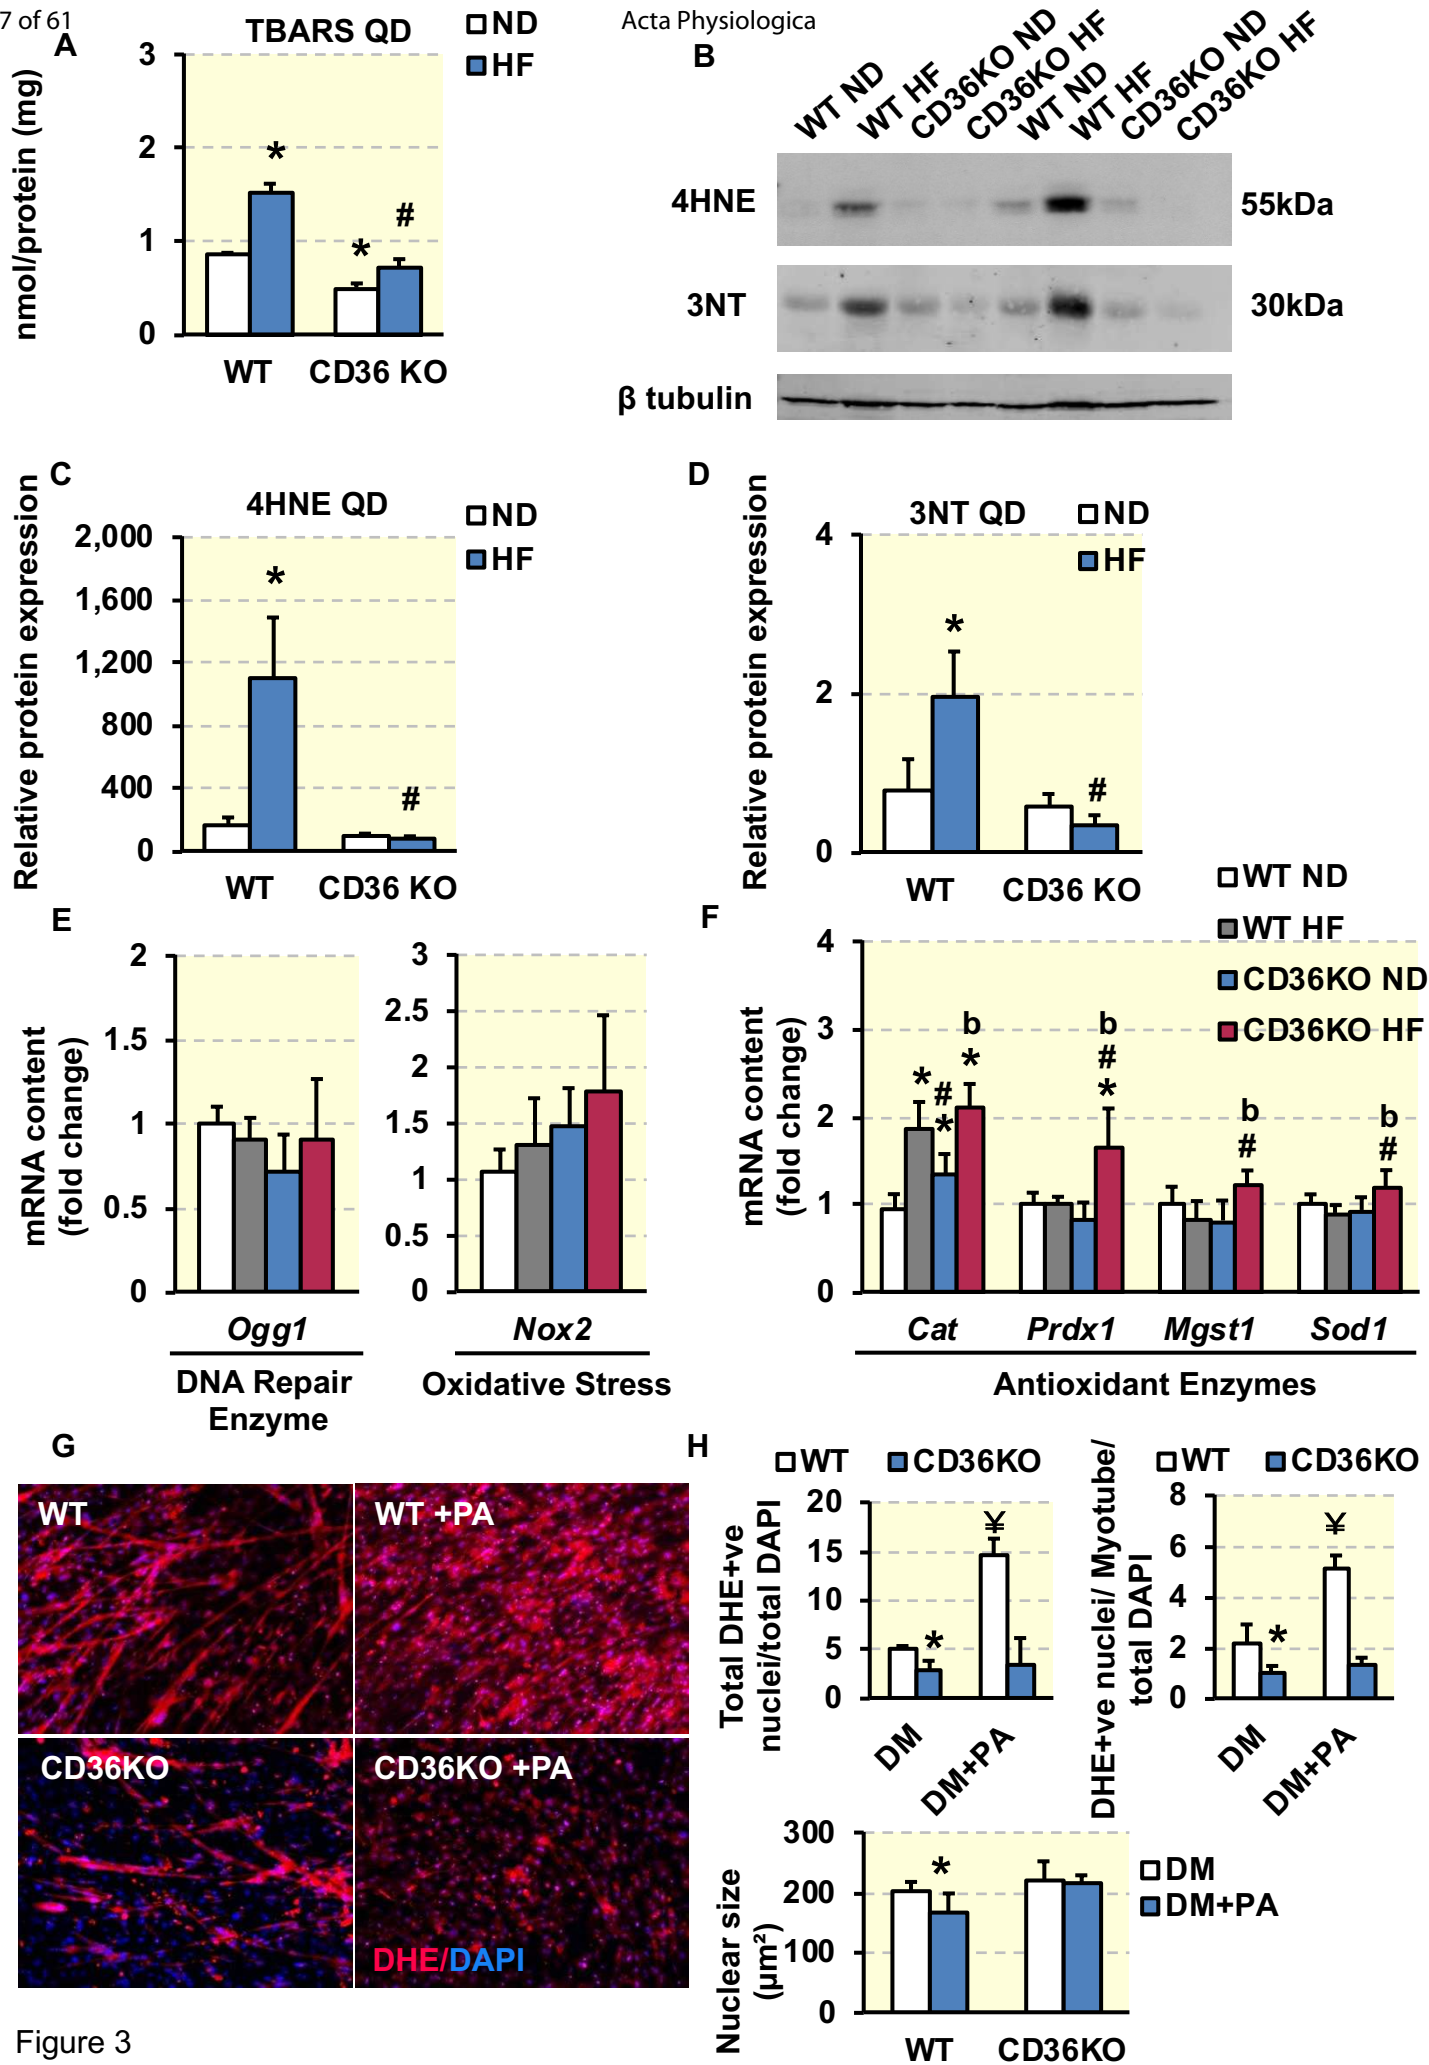 7 of 61
Acta Physiologica
A
TBARS QD
ND
HF
nmol/protein (mg)
3
2
1
0
*
*
#
WT
CD36 KO
B
WT ND
WT HF
CD36KO ND
CD36KO HF
WT ND
WT HF
CD36KO ND
CD36KO HF
4HNE
55kDa
3NT
30kDa
β tubulin
C
4HNE QD
ND
HF
Relative protein expression
2,000
1,600
1,200
800
400
0
*
#
WT
CD36 KO
D
3NT QD
ND
HF
Relative protein expression
4
2
0
*
#
WT
CD36 KO
E
mRNA content
(fold change)
2
1.5
1
0.5
0
Ogg1
DNA Repair
Enzyme
3
2.5
2
1.5
1
0.5
0
Nox2
Oxidative Stress
F
WT ND
WT HF
CD36KO ND
CD36KO HF
mRNA content
(fold change)
4
3
2
1
0
*
#
*
b
*
b
#
*
b
#
b
#
Cat
Prdx1
Mgst1
Sod1
Antioxidant Enzymes
G
WT
WT +PA
CD36KO
CD36KO +PA
DHE/DAPI
H
WT
CD36KO
Total DHE+ve
nuclei/total DAPI
20
15
10
5
0
*
¥
DM
DM+PA
WT
CD36KO
DHE+ve nuclei/ Myotube/
total DAPI
8
6
4
2
0
*
¥
DM
DM+PA
Nuclear size
(µm²)
300
200
100
0
*
DM
DM+PA
WT
CD36KO
Figure 3